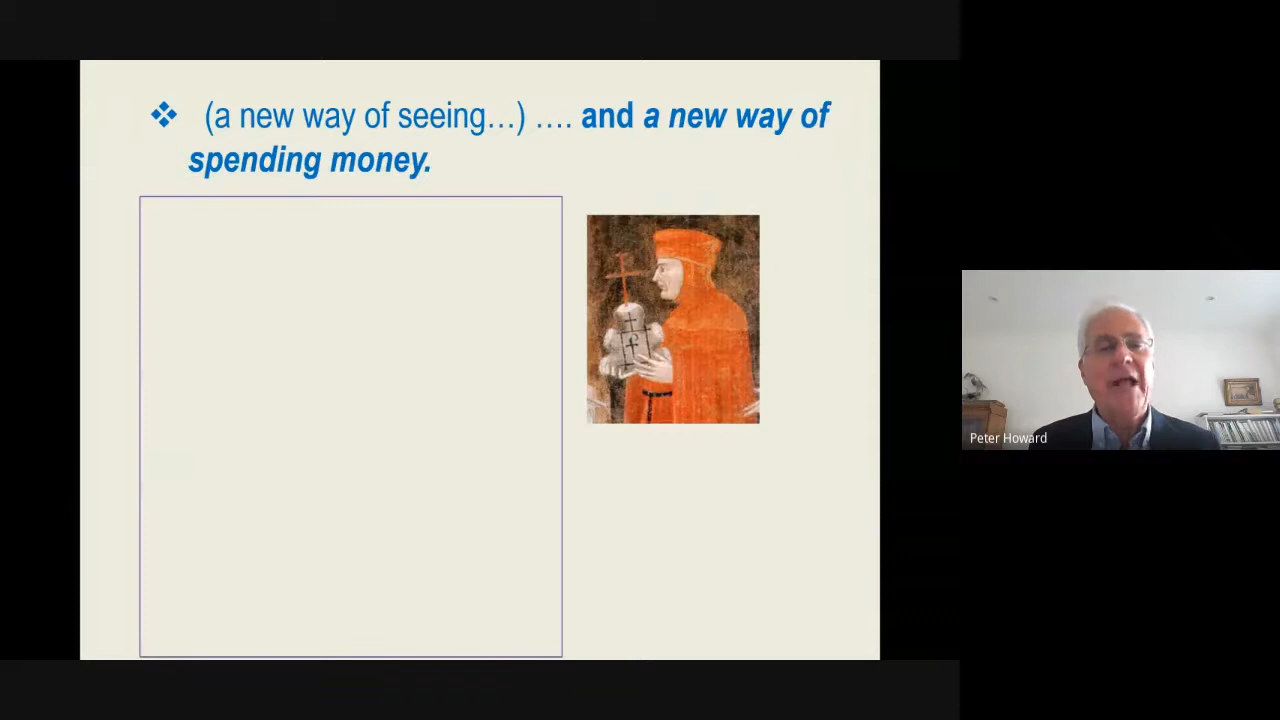 ❖ (a new way of seeing…) …. and a new way of
spending money.
Peter Howard